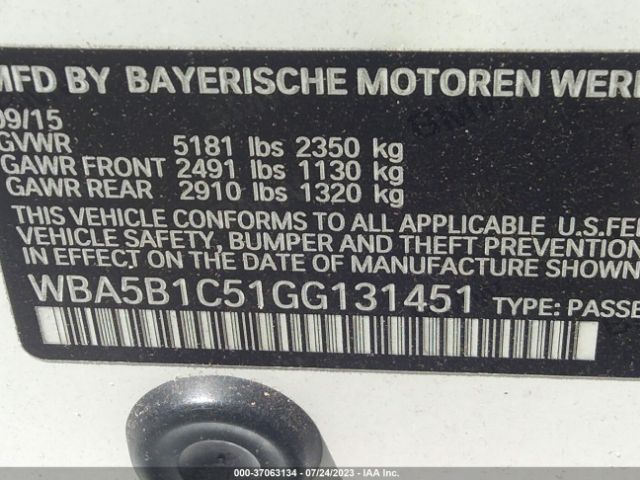 MFD BY BAYERISCHE MOTOREN WERK
09/15
GVWR 5181 lbs 2350 kg
GAWR FRONT 2491 lbs 1130 kg
GAWR REAR 2910 lbs 1320 kg
THIS VEHICLE CONFORMS TO ALL APPLICABLE U.S.FED
VEHICLE SAFETY, BUMPER AND THEFT PREVENTION
IN EFFECT ON THE DATE OF MANUFACTURE SHOWN
WBA5B1C51GG131451 TYPE: PASSE
000-37063134 - 07/24/2023 - IAA Inc.